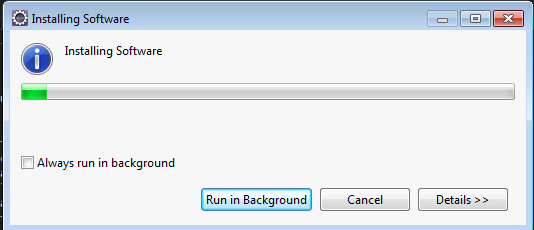 Installing Software
Installing Software
Always run in background
Run in Background
Cancel
Details >>